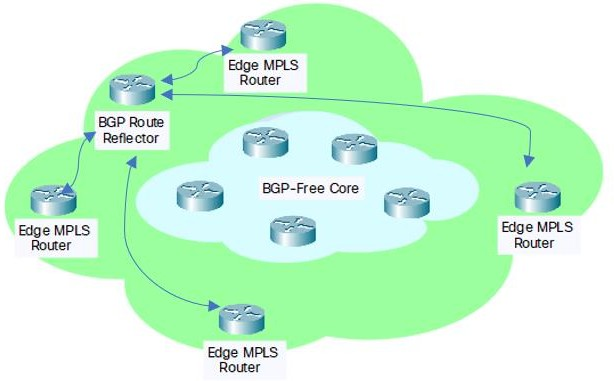 Edge MPLS
Router
BGP Route
Reflector
BGP-Free Core
Edge MPLS
Router
Edge MPLS
Router
Edge MPLS
Router